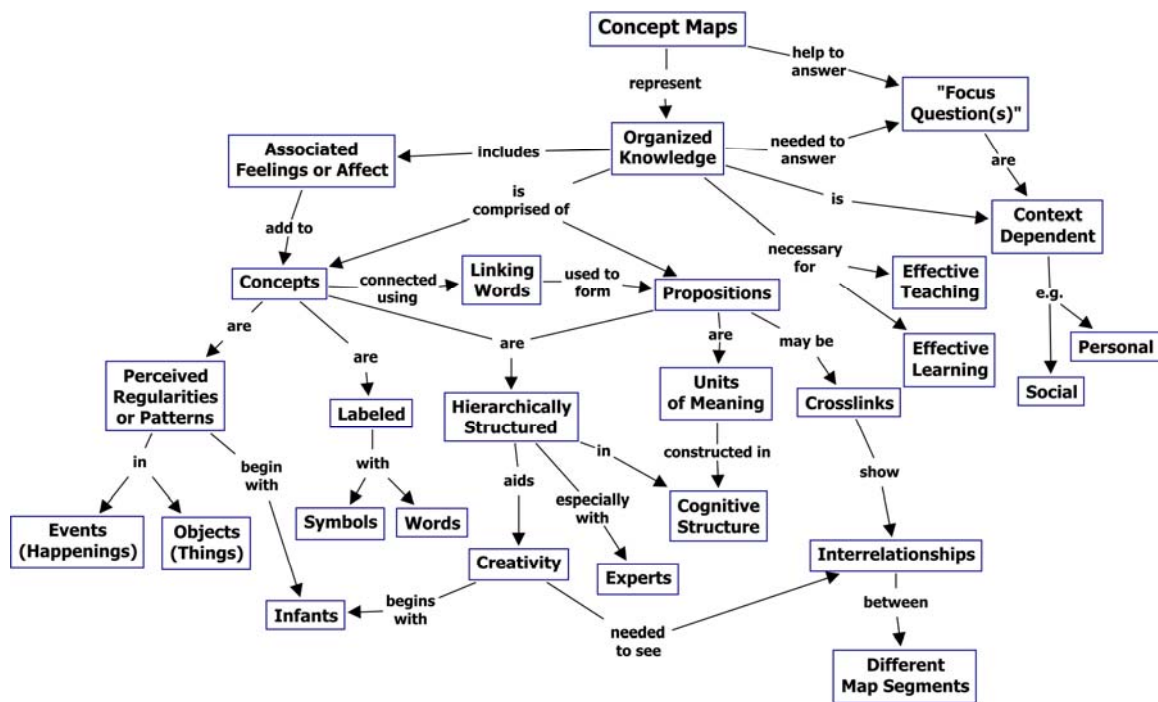 Concept Maps
help to
answer
represent
"Focus
Question(s)"
Organized
Knowledge
needed to
answer
Associated
Feelings or Affect
includes
are
is
comprised of
is
Context
Dependent
add to
necessary
for
Concepts
connected
using
Linking
Words
used to
form
Propositions
Effective
Teaching
e.g.
are
are
are
are
may be
Effective
Learning
Personal
Social
Perceived
Regularities
or Patterns
Labeled
Hierarchically
Structured
Units
of Meaning
Crosslinks
in
begin
with
with
aids
in
especially
with
constructed in
show
Events
(Happenings)
Objects
(Things)
Symbols
Words
Cognitive
Structure
Creativity
Experts
Interrelationships
Infants
begins
with
needed
to see
between
Different
Map Segments